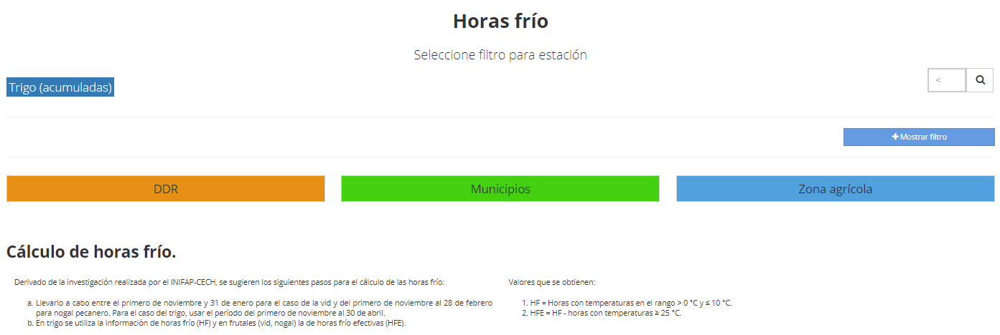 Horas frío
Seleccione filtro para estación
Trigo (acumuladas)
<
Mostrar filtro
DDR
Municipios
Zona agrícola
Cálculo de horas frío.
Derivado de la investigación realizada por el INIFAP-CECH, se sugieren los siguientes pasos para el cálculo de las horas frío:
a. Llevarlo a cabo entre el primero de noviembre y 31 de enero para el caso de la vid y del primero de noviembre al 28 de febrero
para nogal pecanero. Para el caso del trigo, usar el período del primero de noviembre al 30 de abril.
b. En trigo se utiliza la información de horas frío (HF) y en frutales (vid, nogal) la de horas frío efectivas (HFE).
Valores que se obtienen:
1. HF = Horas con temperaturas en el rango > 0 °C y ≤ 10 °C.
2. HFE = HF - horas con temperaturas ≥ 25 °C.